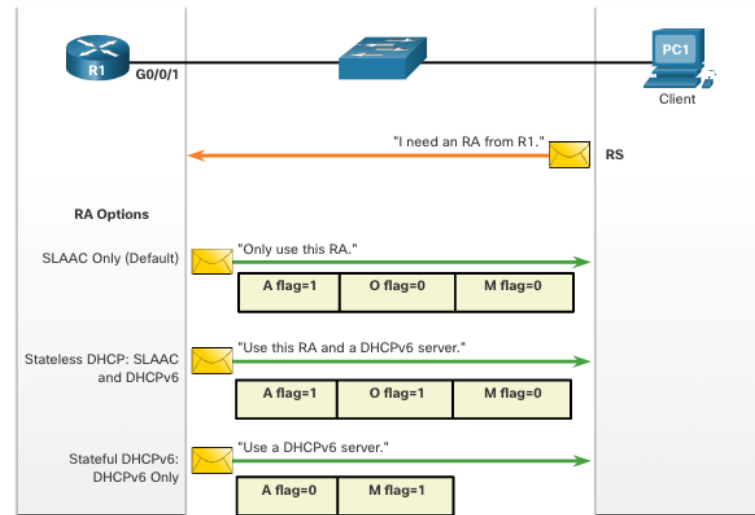 R1
G0/0/1
PC1
Client
"I need an RA from R1."
RS
RA Options
SLAAC Only (Default)
"Only use this RA."
A flag=1 O flag=0 M flag=0
Stateless DHCP: SLAAC
and DHCPv6
"Use this RA and a DHCPv6 server."
A flag=1 O flag=1 M flag=0
Stateful DHCPv6:
DHCPv6 Only
"Use a DHCPv6 server."
A flag=0 M flag=1